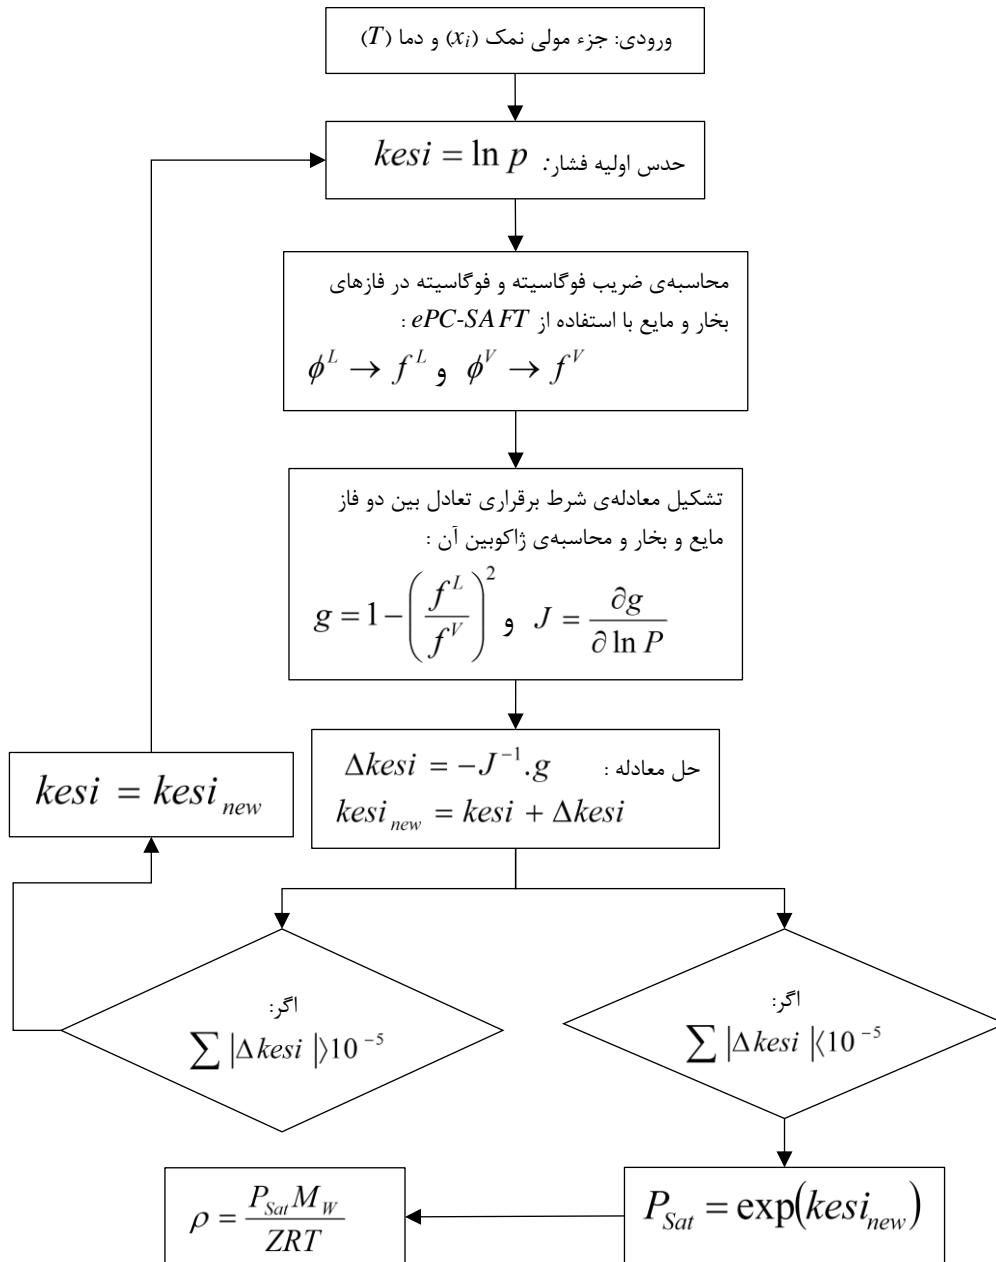 ورودی: جزء مولی نمک (xᵢ) و دما (T)
حدس اولیه فشار: kesi = ln p
محاسبه‌ی ضریب فوگاسیته و فوگاسیته در فازهای
بخار و مایع با استفاده از ePC-SAFT :
ϕ^L → f^L و ϕ^V → f^V
تشکیل معادله‌ی شرط برقراری تعادل بین دو فاز
مایع و بخار و محاسبه‌ی ژاکوبین آن :
g = 1 − (f^L / f^V)^2 و J = ∂g / ∂ ln P
حل معادله : Δkesi = −J^−1.g
kesi_new = kesi + Δkesi
kesi = kesi_new
اگر:
∑ |Δkesi |⟩10^−5
اگر:
∑ |Δkesi |⟨10^−5
P_Sat = exp(kesi_new)
ρ = P_Sat M_W / ZRT